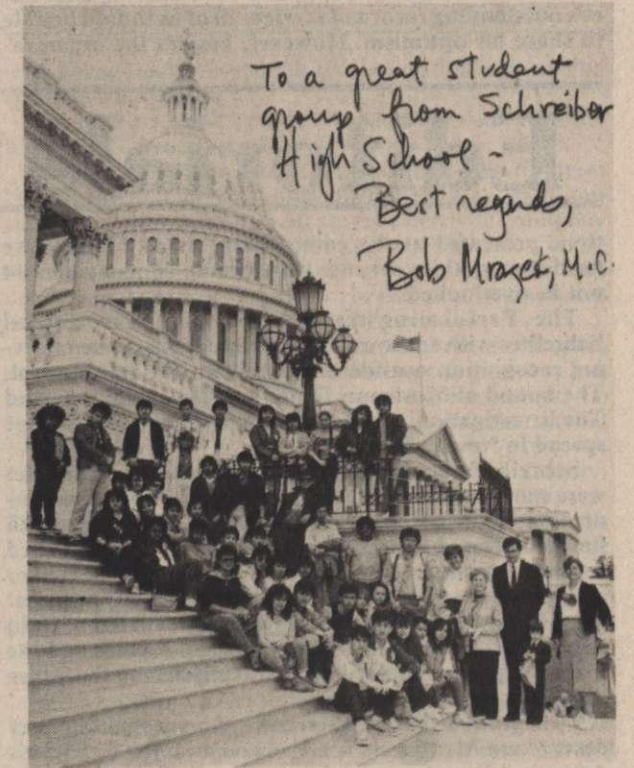 To a great student
group from Schreiber
High School -
Best regards,
Bob Mrazek, M.C.